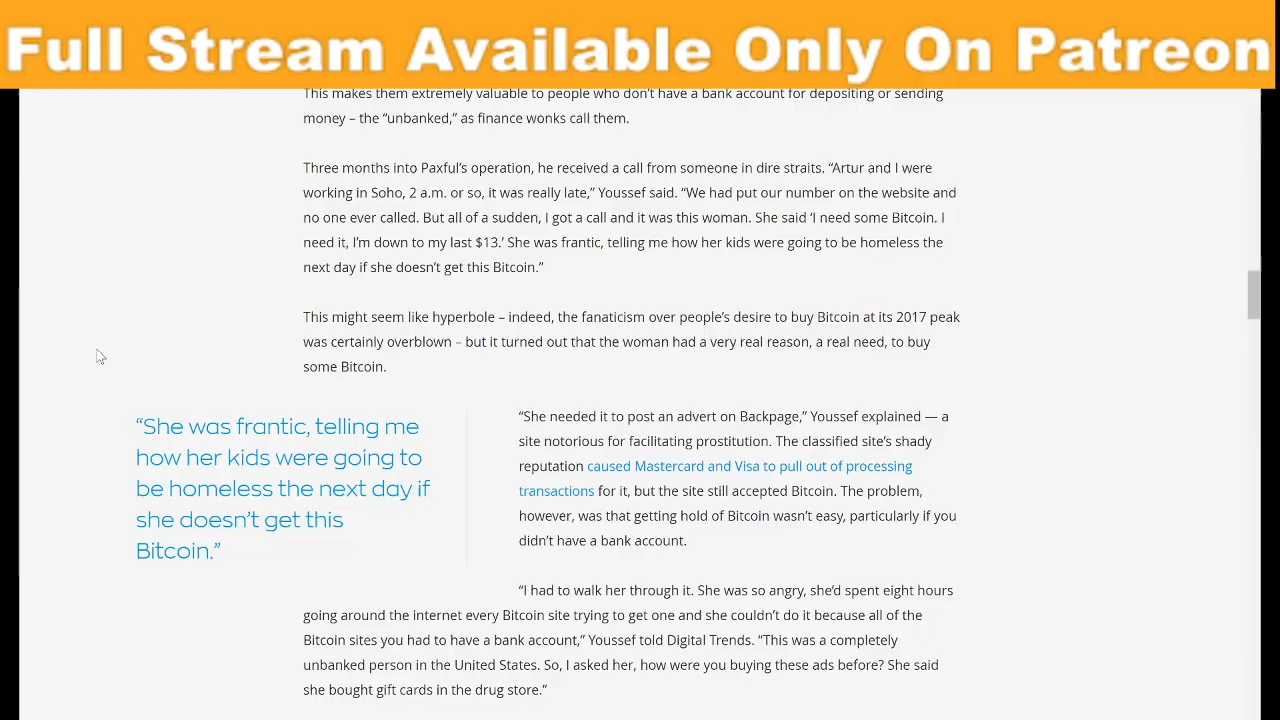 Full Stream Available Only On Patreon
This makes them extremely valuable to people who don’t have a bank account for depositing or sending
money – the “unbanked,” as finance wonks call them.
Three months into Paxful’s operation, he received a call from someone in dire straits. “Artur and I were
working in Soho, 2 a.m. or so, it was really late,” Youssef said. “We had put our number on the website and
no one ever called. But all of a sudden, I got a call and it was this woman. She said ‘I need some Bitcoin. I
need it, I’m down to my last $13.’ She was frantic, telling me how her kids were going to be homeless the
next day if she doesn’t get this Bitcoin.”
This might seem like hyperbole – indeed, the fanaticism over people’s desire to buy Bitcoin at its 2017 peak
was certainly overblown – but it turned out that the woman had a very real reason, a real need, to buy
some Bitcoin.
“She was frantic, telling me
how her kids were going to
be homeless the next day if
she doesn’t get this
Bitcoin.”
“She needed it to post an advert on Backpage,” Youssef explained — a
site notorious for facilitating prostitution. The classified site’s shady
reputation caused Mastercard and Visa to pull out of processing
transactions for it, but the site still accepted Bitcoin. The problem,
however, was that getting hold of Bitcoin wasn’t easy, particularly if you
didn’t have a bank account.
“I had to walk her through it. She was so angry, she’d spent eight hours
going around the internet every Bitcoin site trying to get one and she couldn’t do it because all of the
Bitcoin sites you had to have a bank account,” Youssef told Digital Trends. “This was a completely
unbanked person in the United States. So, I asked her, how were you buying these ads before? She said
she bought gift cards in the drug store.”